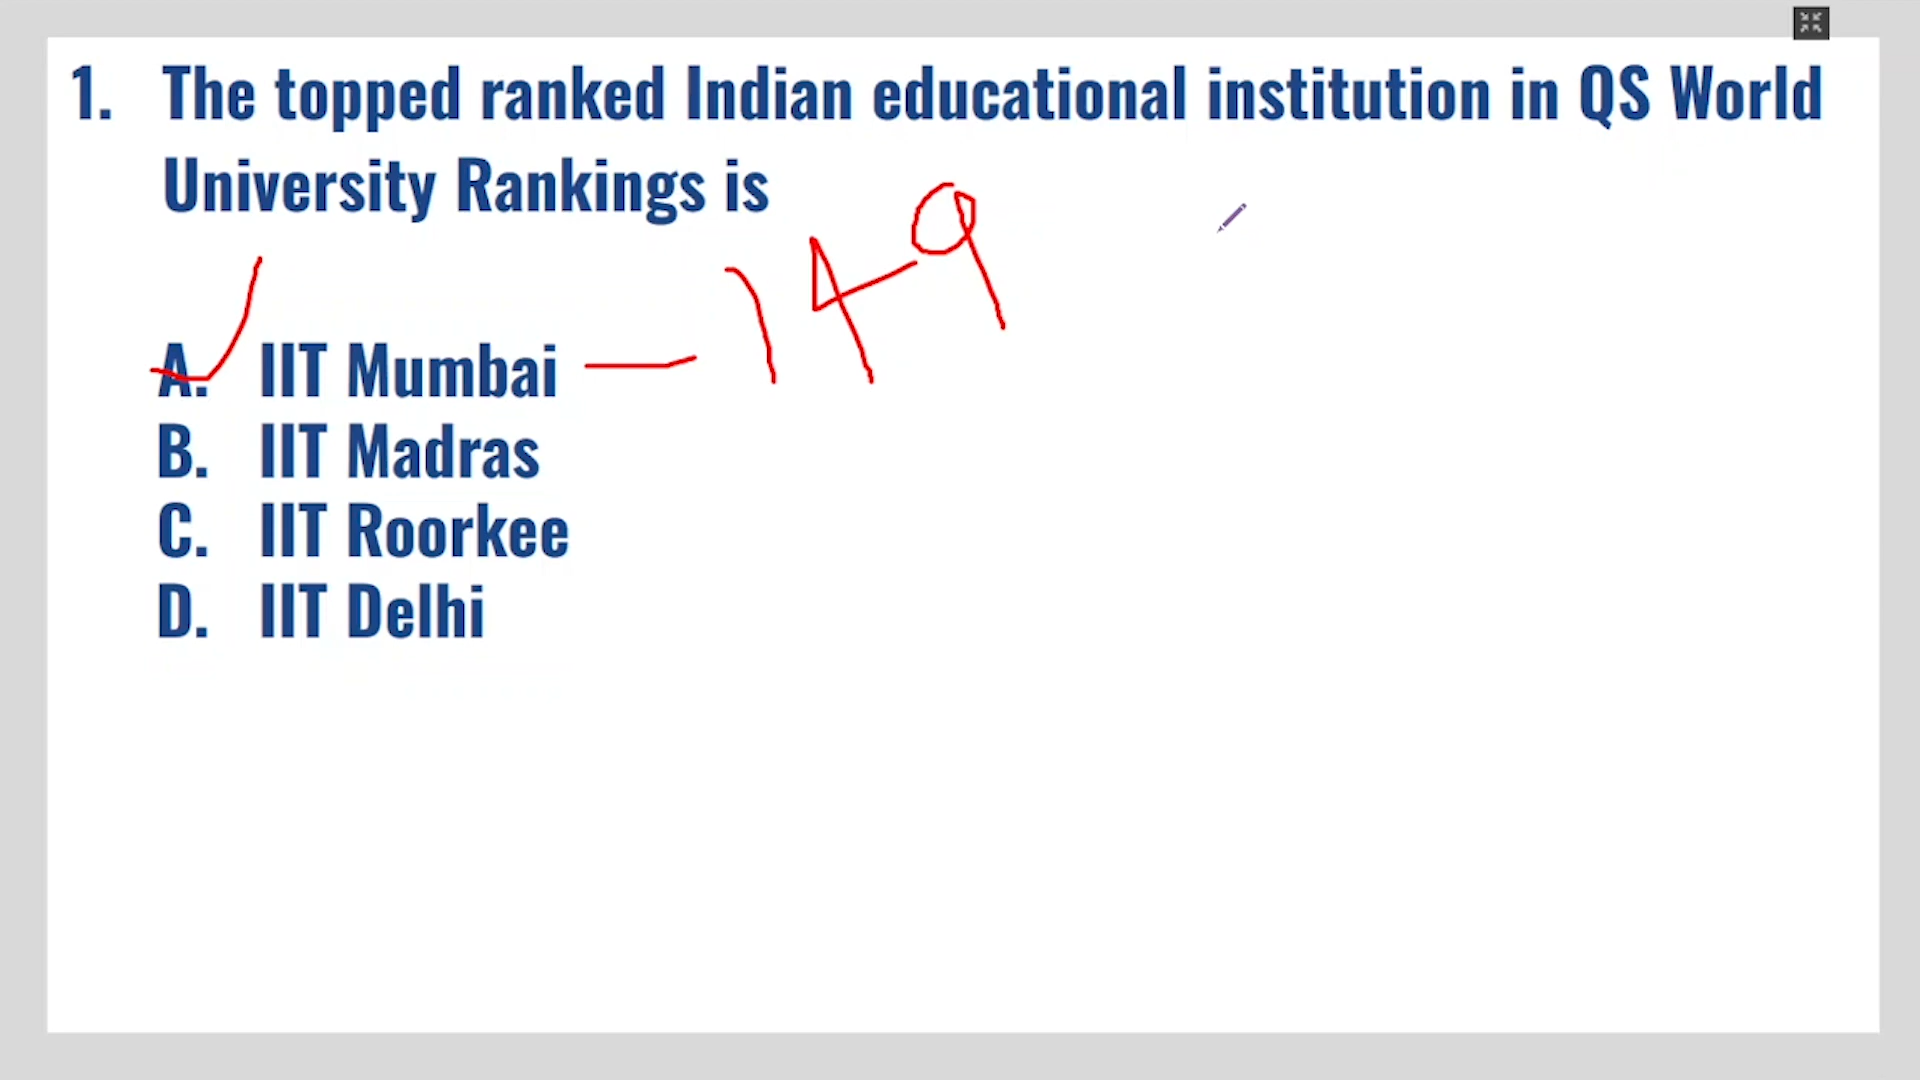 1. The topped ranked Indian educational institution in QS World
University Rankings is
A. IIT Mumbai — 149
B. IIT Madras
C. IIT Roorkee
D. IIT Delhi